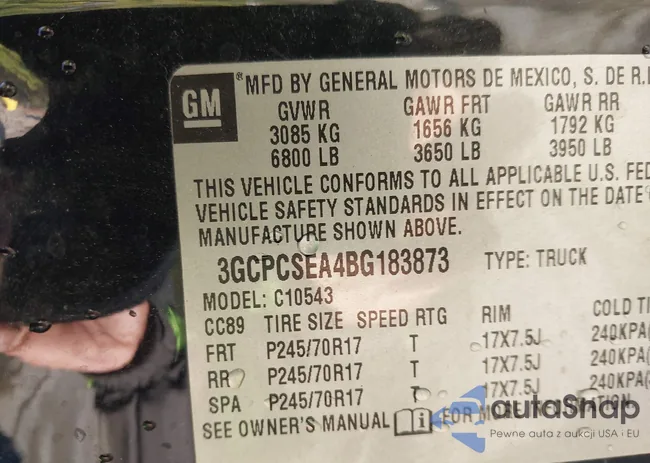 GM ®MFD BY GENERAL MOTORS DE MEXICO, S. DE R.
GVWR GAWR FRT GAWR RR
3085 KG 1656 KG 1792 KG
6800 LB 3650 LB 3950 LB
THIS VEHICLE CONFORMS TO ALL APPLICABLE U.S. FED
VEHICLE SAFETY STANDARDS IN EFFECT ON THE DATE
MANUFACTURE SHOWN ABOVE.
3GCPCSEA4BG183873 TYPE: TRUCK
MODEL: C10543
CC89 TIRE SIZE SPEED RTG RIM COLD TI
FRT P245/70R17 T 17X7.5J 240KPA(
RR P245/70R17 T 17X7.5J 240KPA(
SPA P245/70R17 T 17X7.5J 240KPA(
SEE OWNER'S MANUAL FOR MORE
autaShap
Pewne auta z aukcji USA i EU